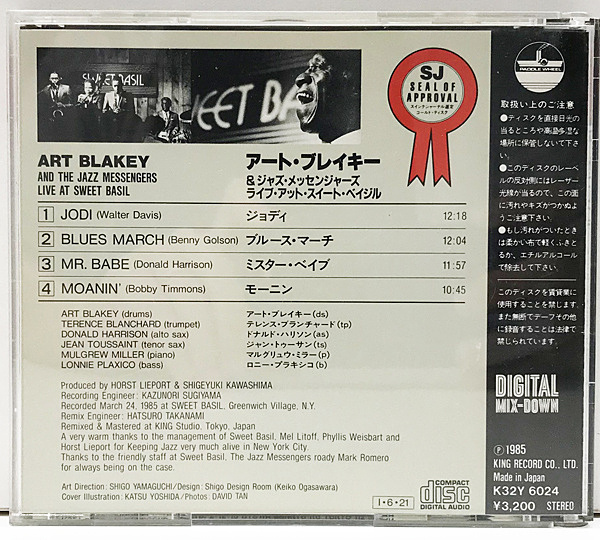 SWEET BASIL
SWEET BA
SJ
SEAL OF
APPROVAL
スイングジャーナル選定
ゴールド・ディスク
PADDLE WHEEL
ART BLAKEY
AND THE JAZZ MESSENGERS
LIVE AT SWEET BASIL
アート・ブレイキー
&ジャズ・メッセンジャーズ
ライブ・アット・スイート・ベイジル
1 JODI (Walter Davis) ジョディ 12:18
2 BLUES MARCH (Benny Golson) ブルース・マーチ 12:04
3 MR. BABE (Donald Harrison) ミスター・ベイブ 11:57
4 MOANIN' (Bobby Timmons) モーニン 10:45
ART BLAKEY (drums) アート・ブレイキー(ds)
TERENCE BLANCHARD (trumpet) テレンス・ブランチャード(tp)
DONALD HARRISON (alto sax) ドナルド・ハリソン(as)
JEAN TOUSSAINT (tenor sax) ジャン・トゥーサン(ts)
MULGREW MILLER (piano) マルグリュウ・ミラー(p)
LONNIE PLAXICO (bass) ロニー・プラキシコ(b)
Produced by HORST LIEPORT & SHIGEYUKI KAWASHIMA
Recording Engineer: KAZUNORI SUGIYAMA
Recorded March 24, 1985 at SWEET BASIL, Greenwich Village, N.Y.
Remix Engineer: HATSURO TAKANAMI
Remixed & Mastered at KING Studio, Tokyo, Japan
A very warm thanks to the management of Sweet Basil, Mel Litoff, Phyllis Weisbart and
Horst Lieport for Keeping Jazz very much alive in New York City.
Thanks to the friendly staff at Sweet Basil, The Jazz Messengers roady Mark Romero
for always being on the case.
Art Direction: SHIGO YAMAGUCHI/Design: Shigo Design Room (Keiko Ogasawara)
Cover Illustration: KATSU YOSHIDA/Photos: DAVID TAN
I・6・21
COMPACT
disc
DIGITAL AUDIO
取扱い上のご注意
●ディスクを直接日光の
当るところや高温多湿な
場所に保管しないで下さ
い。
●このディスクのレーベ
ルの反対側にはレーザー
光線が当るので、この面
に汚れやキズがつかぬよ
うご注意下さい。
●もし汚れがついたとき
は柔かい布で軽くふきと
るか、エチルアルコール
で除去して下さい。
このディスクを賃貸業に
使用することを禁じます。
また無断でテープその他
に録音することは法律で
禁じられています。
DIGITAL
MIX-DOWN
Ⓟ 1985
KING RECORD CO., LTD.
Made in Japan
K32Y 6024
¥3,200 STEREO